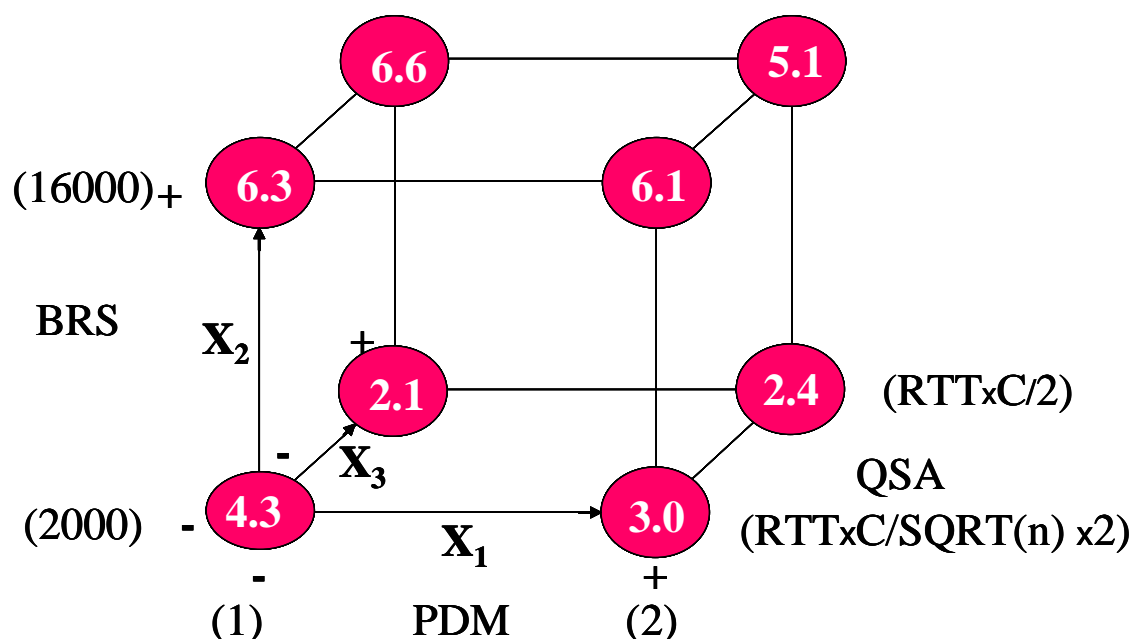 6.6 5.1
(16000) + 6.3 6.1
BRS
X2
+
2.1 2.4 (RTTxC/2)
- X3
QSA
(2000) - 4.3 3.0 (RTTxC/SQRT(n) x2)
X1
- +
(1) PDM (2)